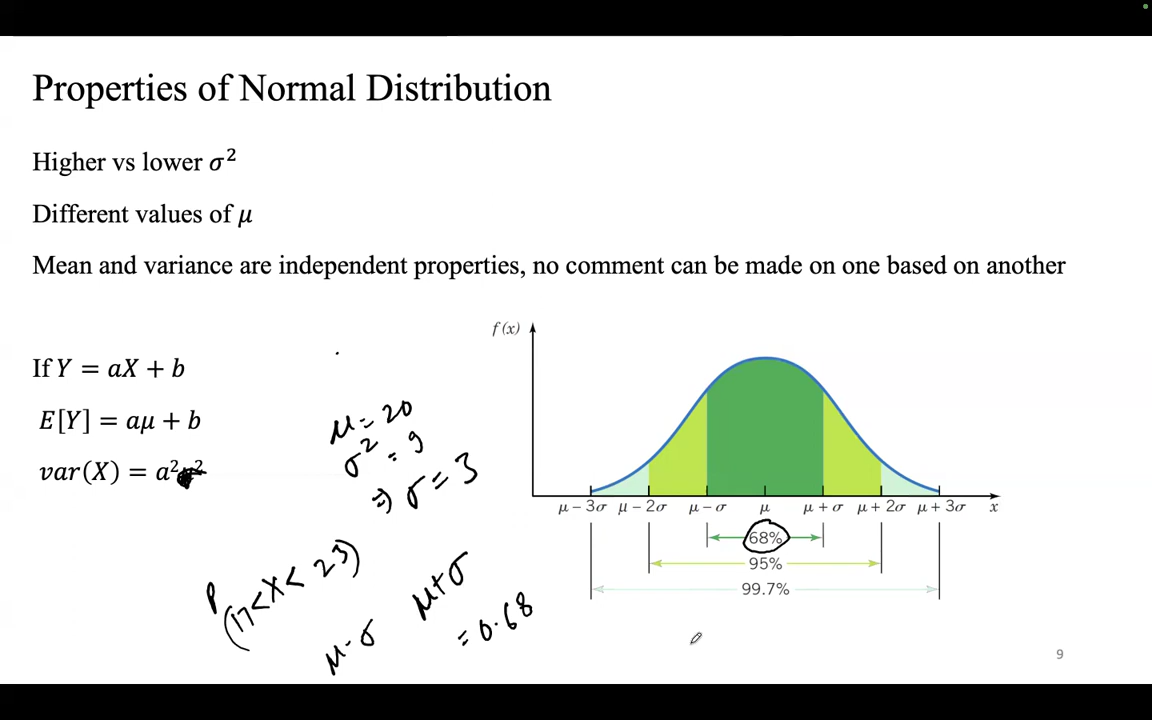 Properties of Normal Distribution
Higher vs lower σ²
Different values of μ
Mean and variance are independent properties, no comment can be made on one based on another
If Y = aX + b
E[Y] = aμ + b
var(X) = a²
μ = 20
σ² = 9
⇒ σ = 3
P(17 < X < 23)
μ-σ μ+σ
= 0.68
f(x)
μ − 3σ μ − 2σ μ − σ μ μ + σ μ + 2σ μ + 3σ x
68%
95%
99.7%
9